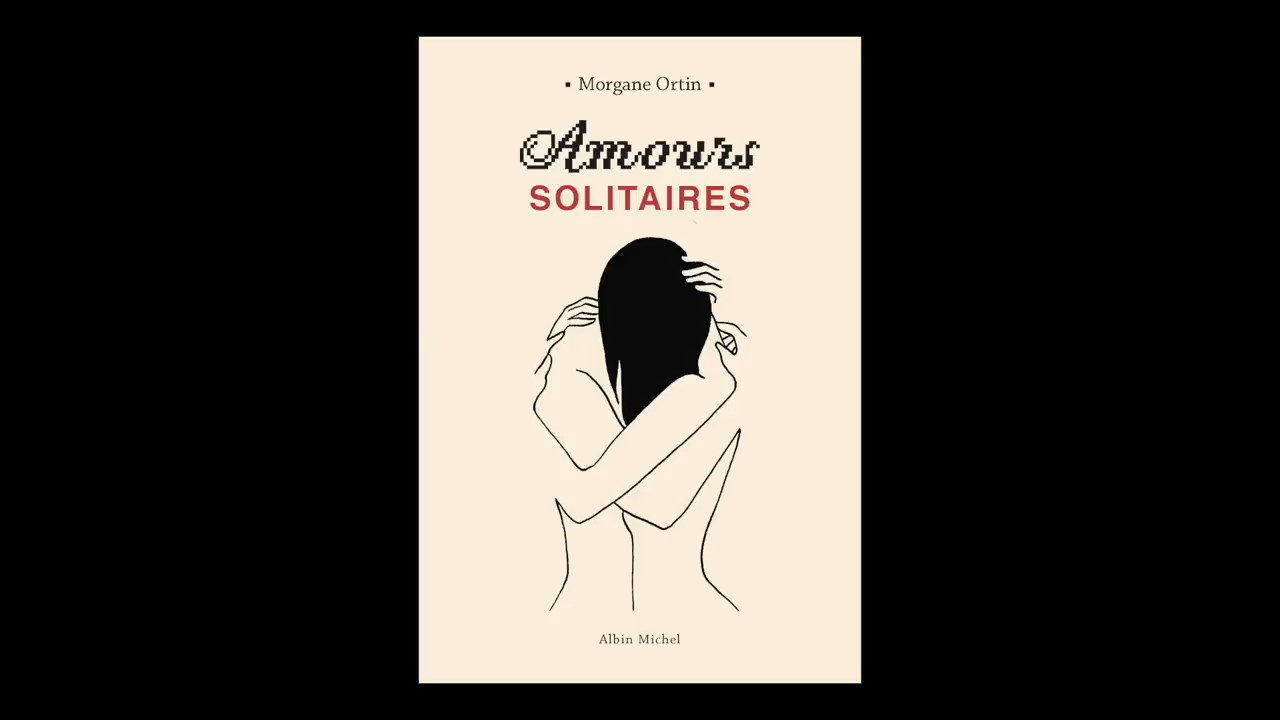 ▪ Morgane Ortin ▪
Amours
SOLITAIRES
Albin Michel